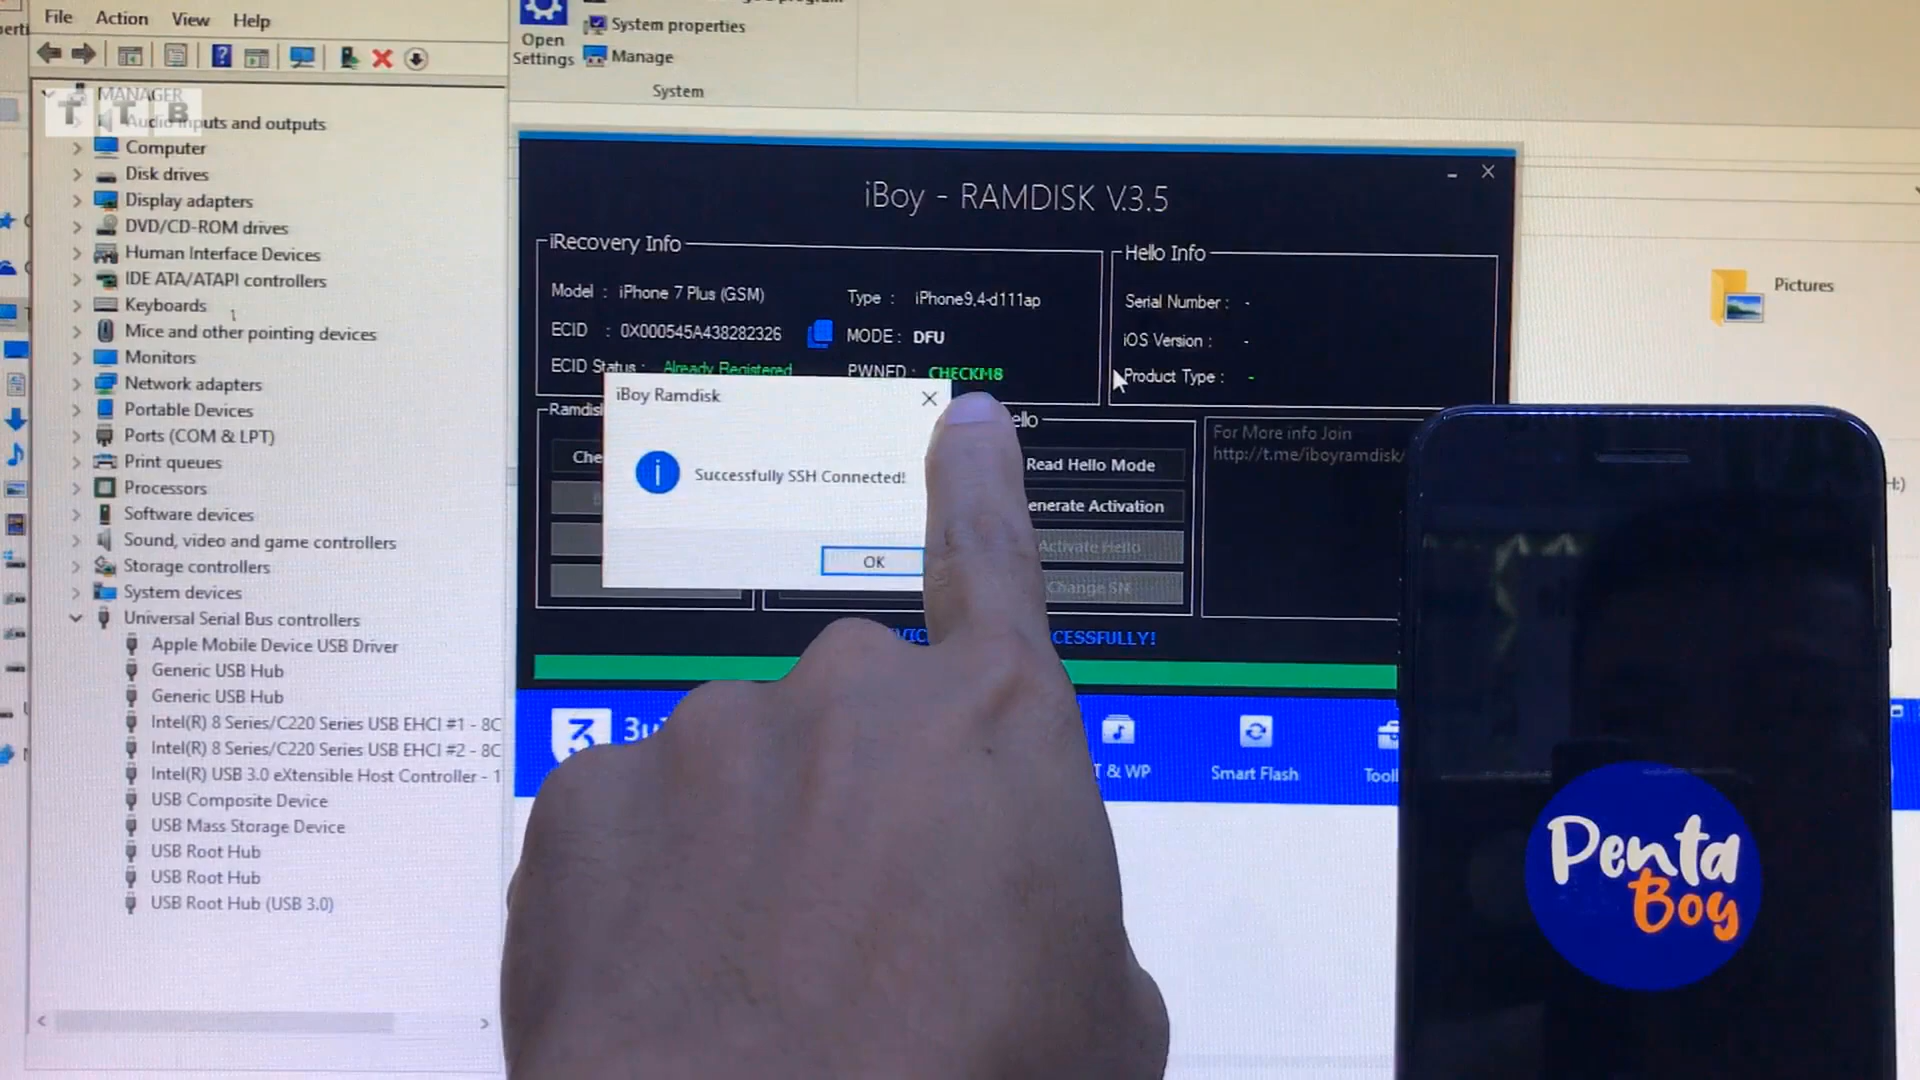 File Action View Help
MANAGER
T T B
Audio inputs and outputs
Computer
Disk drives
Display adapters
DVD/CD-ROM drives
Human Interface Devices
IDE ATA/ATAPI controllers
Keyboards
Mice and other pointing devices
Monitors
Network adapters
Portable Devices
Ports (COM & LPT)
Print queues
Processors
Software devices
Sound, video and game controllers
Storage controllers
System devices
Universal Serial Bus controllers
Apple Mobile Device USB Driver
Generic USB Hub
Generic USB Hub
Intel(R) 8 Series/C220 Series USB EHCI #1 - 8C
Intel(R) 8 Series/C220 Series USB EHCI #2 - 8C
Intel(R) USB 3.0 eXtensible Host Controller - 1
USB Composite Device
USB Mass Storage Device
USB Root Hub
USB Root Hub
USB Root Hub (USB 3.0)
Open
Settings
System properties
Manage
System
iBoy - RAMDISK V.3.5
iRecovery Info
Model : iPhone 7 Plus (GSM)
Type : iPhone9,4-d111ap
ECID : 0X000545A438282326
MODE : DFU
ECID Status : Already Registered
PWNED : CHECKM8
Hello Info
Serial Number : -
iOS Version : -
Product Type : -
iBoy Ramdisk
Successfully SSH Connected!
OK
Read Hello Mode
enerate Activation
Activate Hello
Change SN
For More info Join
http://t.me/iboyramdisk/
CESSFULLY!
T & WP
Smart Flash
Pictures
Penta
Boy